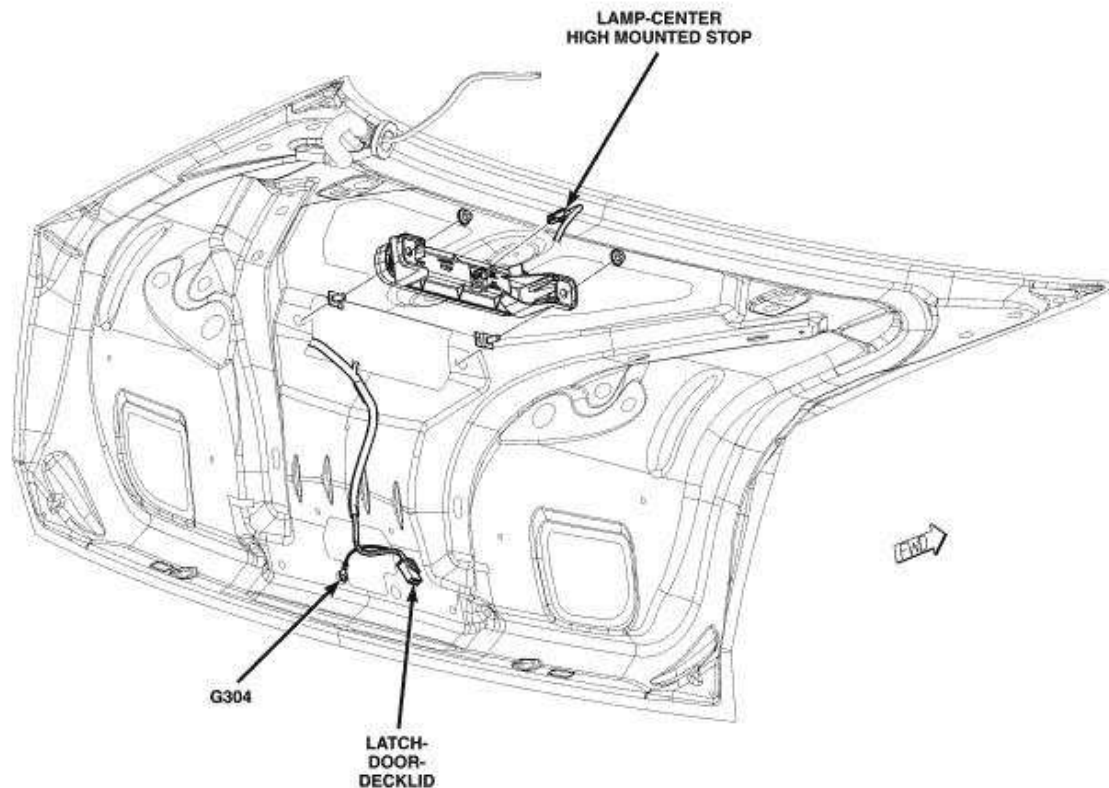 LAMP-CENTER
HIGH MOUNTED STOP
FWD
G304
LATCH-
DOOR-
DECKLID